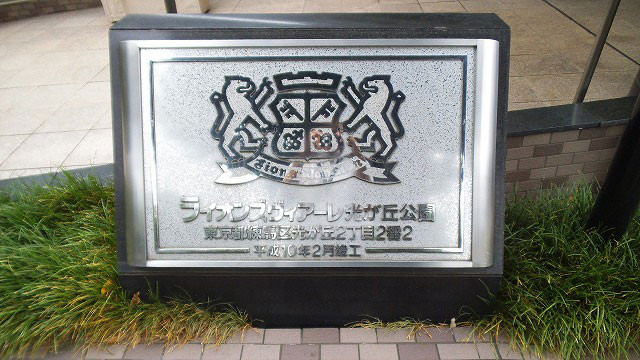 Lions
ライオンズヴィアーレ光が丘公園
東京都練馬区光が丘2丁目2番2
平成10年2月竣工